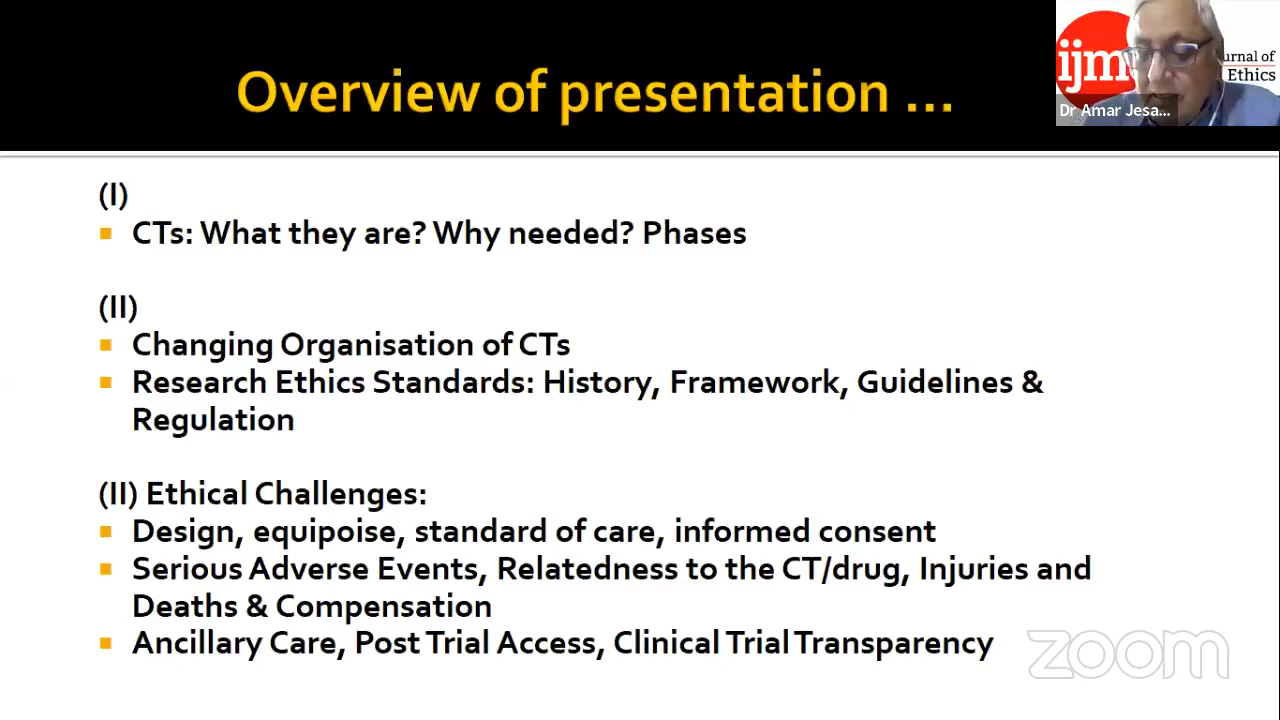 Overview of presentation ...
ijm
urnal of
Ethics
Dr Amar Jesa...
(I)
CTs: What they are? Why needed? Phases
(II)
Changing Organisation of CTs
Research Ethics Standards: History, Framework, Guidelines &
Regulation
(II) Ethical Challenges:
Design, equipoise, standard of care, informed consent
Serious Adverse Events, Relatedness to the CT/drug, Injuries and
Deaths & Compensation
Ancillary Care, Post Trial Access, Clinical Trial Transparency
zoom